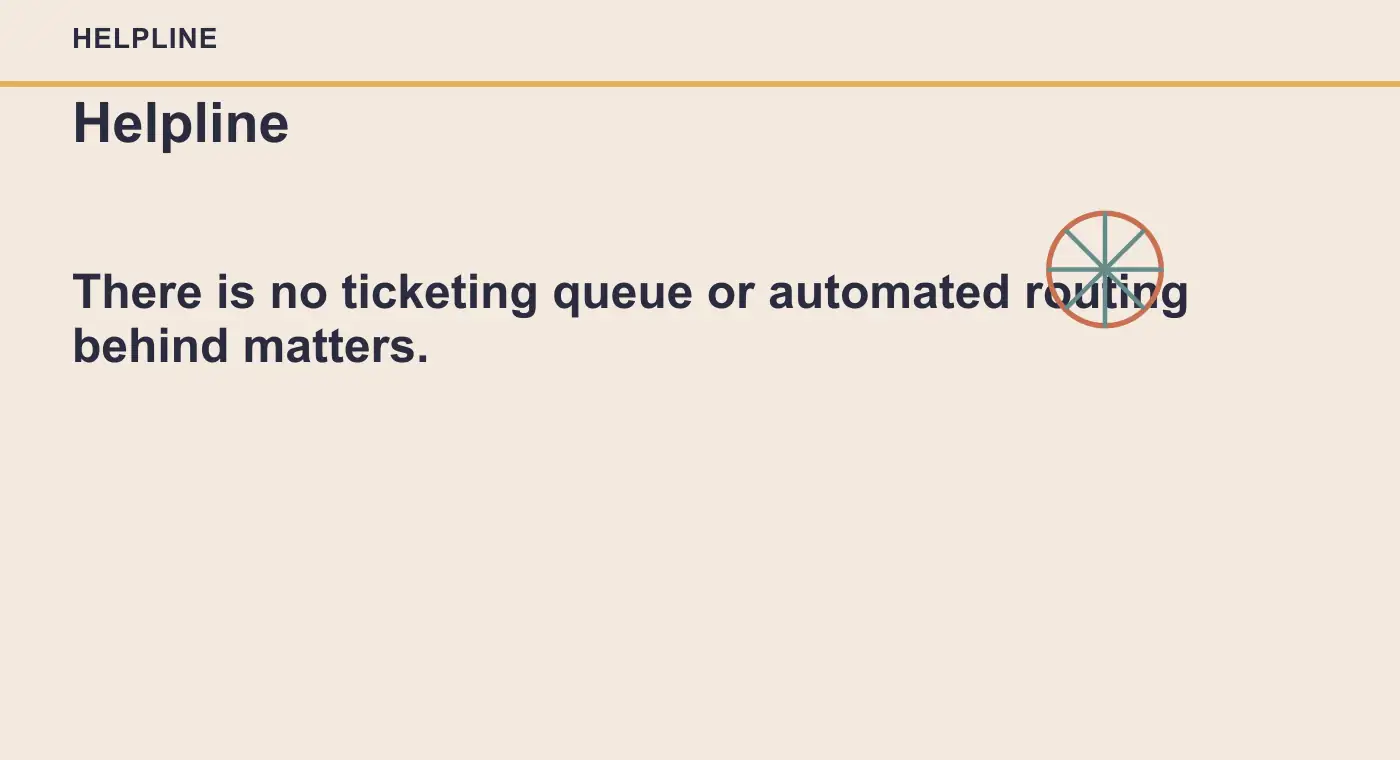 HELPLINE
Helpline
There is no ticketing queue or automated routing
behind matters.